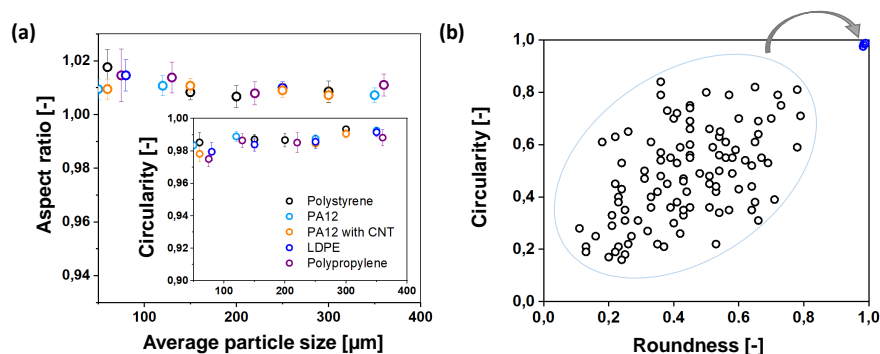 (a)
Aspect ratio [-]
1,02
1,00
0,98
0,96
0,94
100
200
300
400
Average particle size [µm]
Circularity [-]
1,00
0,98
0,96
0,94
0,92
0,90
100
200
300
400
Polystyrene
PA12
PA12 with CNT
LDPE
Polypropylene
(b)
Circularity [-]
1,0
0,8
0,6
0,4
0,2
0,0
0,0
0,2
0,4
0,6
0,8
1,0
Roundness [-]